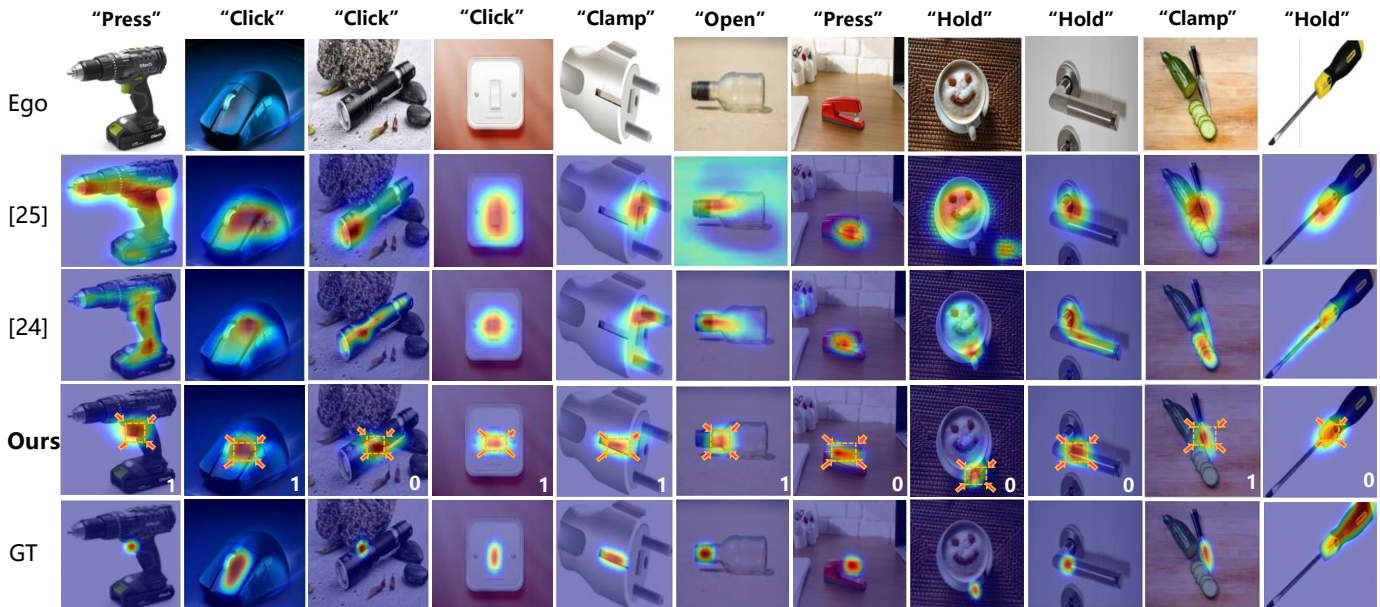 “Press” “Click” “Click” “Click” “Clamp” “Open” “Press” “Hold” “Hold” “Clamp” “Hold”
Ego
[25]
[24]
Ours 1 1 0 1 1 1 0 0 0 1 0
GT